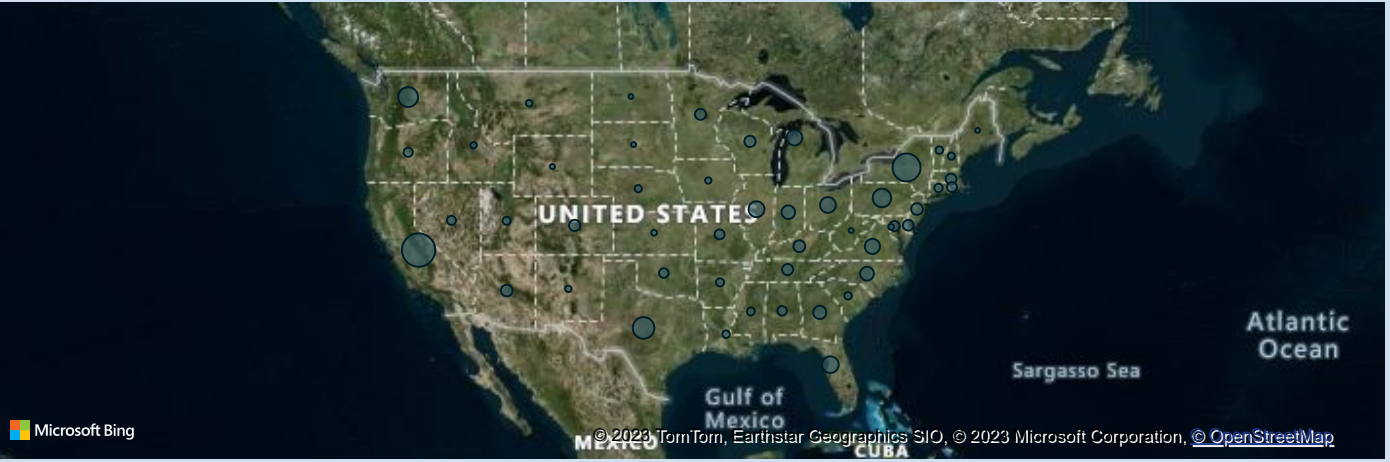 UNITED STATES
Atlantic
Ocean
Sargasso Sea
Gulf of
Mexico
Microsoft Bing
MEXICO
© 2023 TomTom, Earthstar Geographics SIO, © 2023 Microsoft Corporation, © OpenStreetMap
CUBA